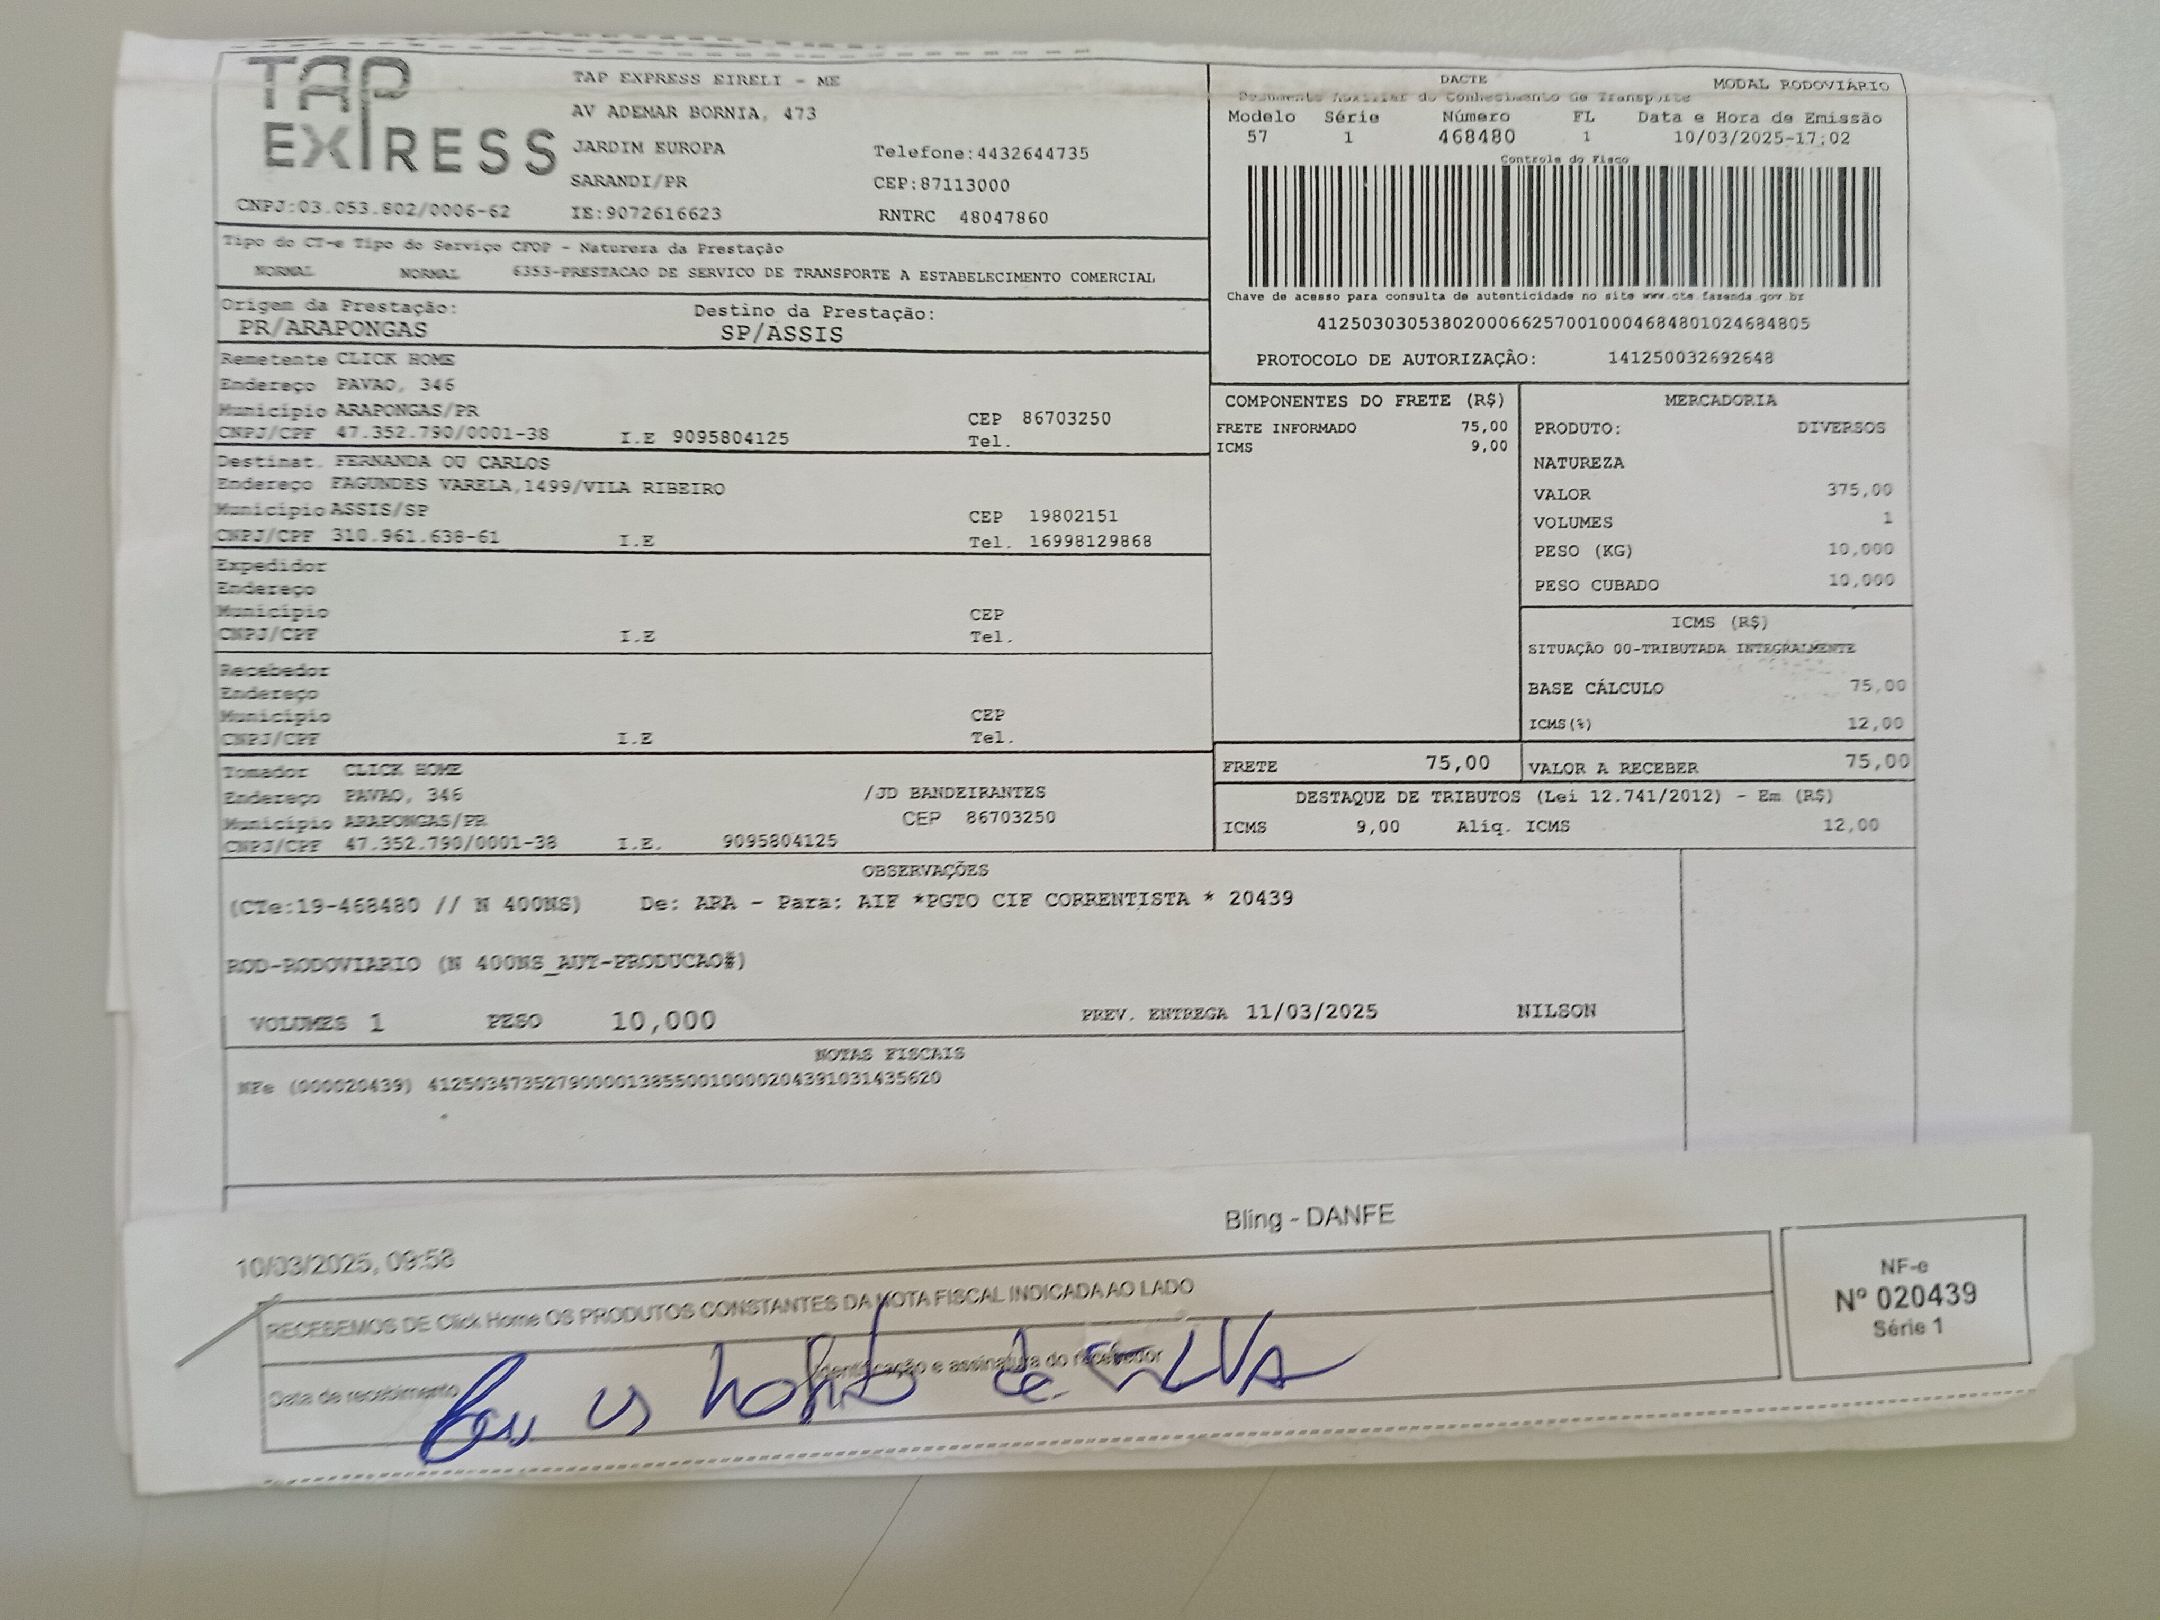 TAP EXPRESS
TAP EXPRESS EIRELI - ME
AV ADEMAR BORNIA, 473
JARDIM EUROPA
Telefone:4432644735
SARANDI/PR
CEP:87113000
CNPJ:03.053.802/0006-62
IE:9072616623
RNTRC 48047860
DACTE
MODAL RODOVIÁRIO
Documento Auxiliar do Conhecimento de Transporte
Modelo Série Número FL Data e Hora de Emissão
57 1 468480 1 10/03/2025-17:02
Controle do Fisco
Chave de acesso para consulta de autenticidade no site www.cte.fazenda.gov.br
41250303053802000662570010004684801024684805
PROTOCOLO DE AUTORIZAÇÃO: 141250032692648
Tipo do CT-e Tipo do Serviço CFOP - Natureza da Prestação
NORMAL NORMAL 6353-PRESTACAO DE SERVICO DE TRANSPORTE A ESTABELECIMENTO COMERCIAL
Origem da Prestação: Destino da Prestação:
PR/ARAPONGAS SP/ASSIS
Remetente CLICK HOME
Endereço PAVAO, 346
Município ARAPONGAS/PR CEP 86703250
CNPJ/CPF 47.352.790/0001-38 I.E 9095804125 Tel.
Destinat. FERNANDA OU CARLOS
Endereço FAGUNDES VARELA,1499/VILA RIBEIRO
Município ASSIS/SP CEP 19802151
CNPJ/CPF 310.961.638-61 I.E Tel. 16998129868
Expedidor
Endereço
Município CEP
CNPJ/CPF I.E Tel.
Recebedor
Endereço
Município CEP
CNPJ/CPF I.E Tel.
Tomador CLICK HOME
Endereço PAVAO, 346 /JD BANDEIRANTES
Município ARAPONGAS/PR CEP 86703250
CNPJ/CPF 47.352.790/0001-38 I.E. 9095804125
COMPONENTES DO FRETE (R$)
FRETE INFORMADO 75,00
ICMS 9,00
MERCADORIA
PRODUTO: DIVERSOS
NATUREZA
VALOR 375,00
VOLUMES 1
PESO (KG) 10,000
PESO CUBADO 10,000
ICMS (R$)
SITUAÇÃO 00-TRIBUTADA INTEGRALMENTE
BASE CÁLCULO 75,00
ICMS(%) 12,00
FRETE 75,00 VALOR A RECEBER 75,00
DESTAQUE DE TRIBUTOS (Lei 12.741/2012) - Em (R$)
ICMS 9,00 Aliq. ICMS 12,00
OBSERVAÇÕES
(CTe:19-468480 // N 400NS) De: ARA - Para: AIF *PGTO CIF CORRENTISTA * 20439
ROD-RODOVIARIO (N 400NS_AUT-PRODUCAO#)
VOLUMES 1 PESO 10,000 PREV. ENTREGA 11/03/2025 NILSON
NOTAS FISCAIS
NFe (000020439) 41250347352790000138550010000204391031435620
Bling - DANFE
10/03/2025, 09:58
RECEBEMOS DE Click Home OS PRODUTOS CONSTANTES DA NOTA FISCAL INDICADA AO LADO
Data de recebimento
Identificação e assinatura do recebedor
de SILVA
NF-e
Nº 020439
Série 1